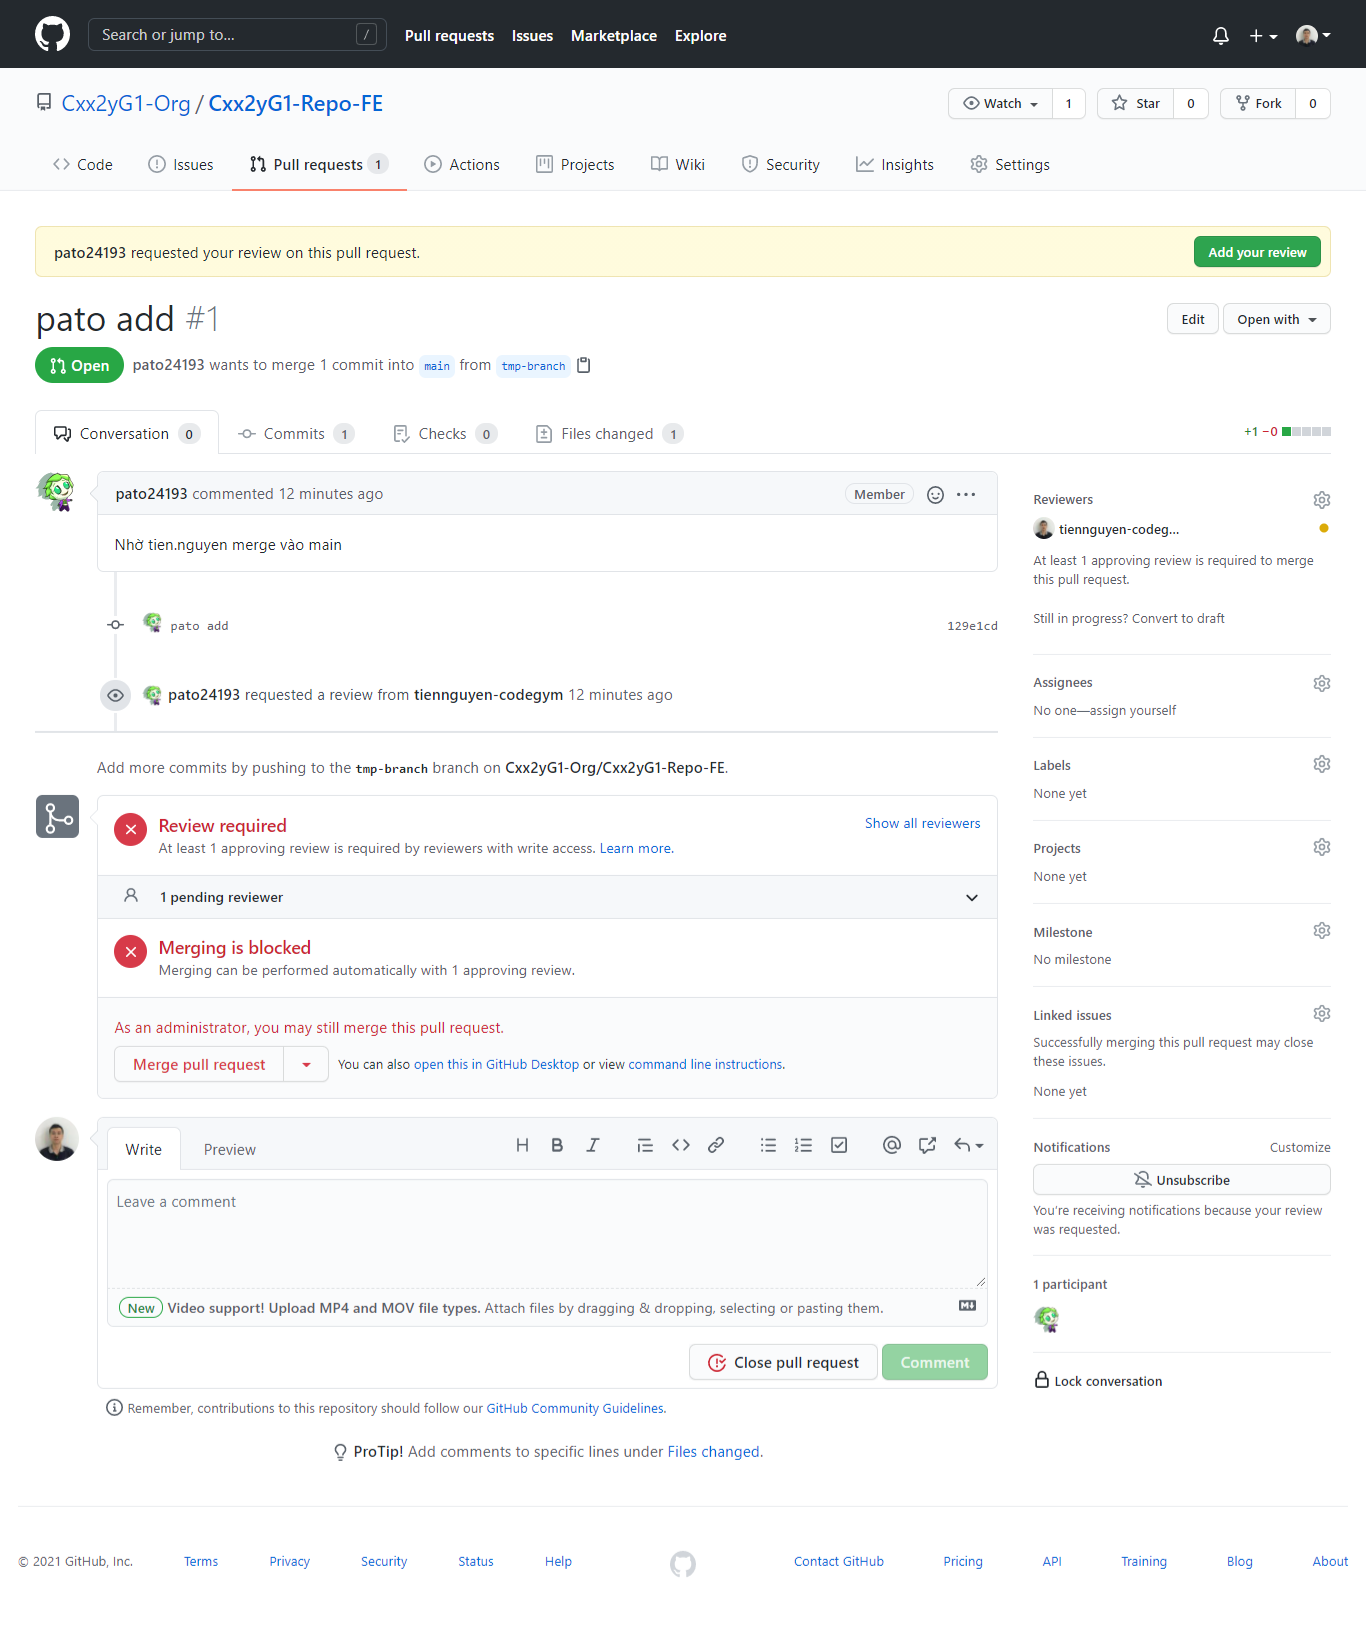 Search or jump to...
/
Pull requests
Issues
Marketplace
Explore
Cxx2yG1-Org / Cxx2yG1-Repo-FE
Watch 1
Star 0
Fork 0
Code
Issues
Pull requests 1
Actions
Projects
Wiki
Security
Insights
Settings
pato24193 requested your review on this pull request.
Add your review
pato add #1
Edit
Open with
Open
pato24193 wants to merge 1 commit into main from tmp-branch
Conversation 0
Commits 1
Checks 0
Files changed 1
+1 −0
pato24193 commented 12 minutes ago
Member
Nhờ tien.nguyen merge vào main
pato add
129e1cd
pato24193 requested a review from tiennguyen-codegym 12 minutes ago
Add more commits by pushing to the tmp-branch branch on Cxx2yG1-Org/Cxx2yG1-Repo-FE.
Review required
Show all reviewers
At least 1 approving review is required by reviewers with write access. Learn more.
1 pending reviewer
Merging is blocked
Merging can be performed automatically with 1 approving review.
As an administrator, you may still merge this pull request.
Merge pull request
You can also open this in GitHub Desktop or view command line instructions.
Write
Preview
H B I
Leave a comment
New Video support! Upload MP4 and MOV file types. Attach files by dragging & dropping, selecting or pasting them.
Close pull request
Comment
Remember, contributions to this repository should follow our GitHub Community Guidelines.
ProTip! Add comments to specific lines under Files changed.
Reviewers
tiennguyen-codeg...
At least 1 approving review is required to merge
this pull request.
Still in progress? Convert to draft
Assignees
No one—assign yourself
Labels
None yet
Projects
None yet
Milestone
No milestone
Linked issues
Successfully merging this pull request may close
these issues.
None yet
Notifications
Customize
Unsubscribe
You're receiving notifications because your review
was requested.
1 participant
Lock conversation
© 2021 GitHub, Inc.
Terms
Privacy
Security
Status
Help
Contact GitHub
Pricing
API
Training
Blog
About